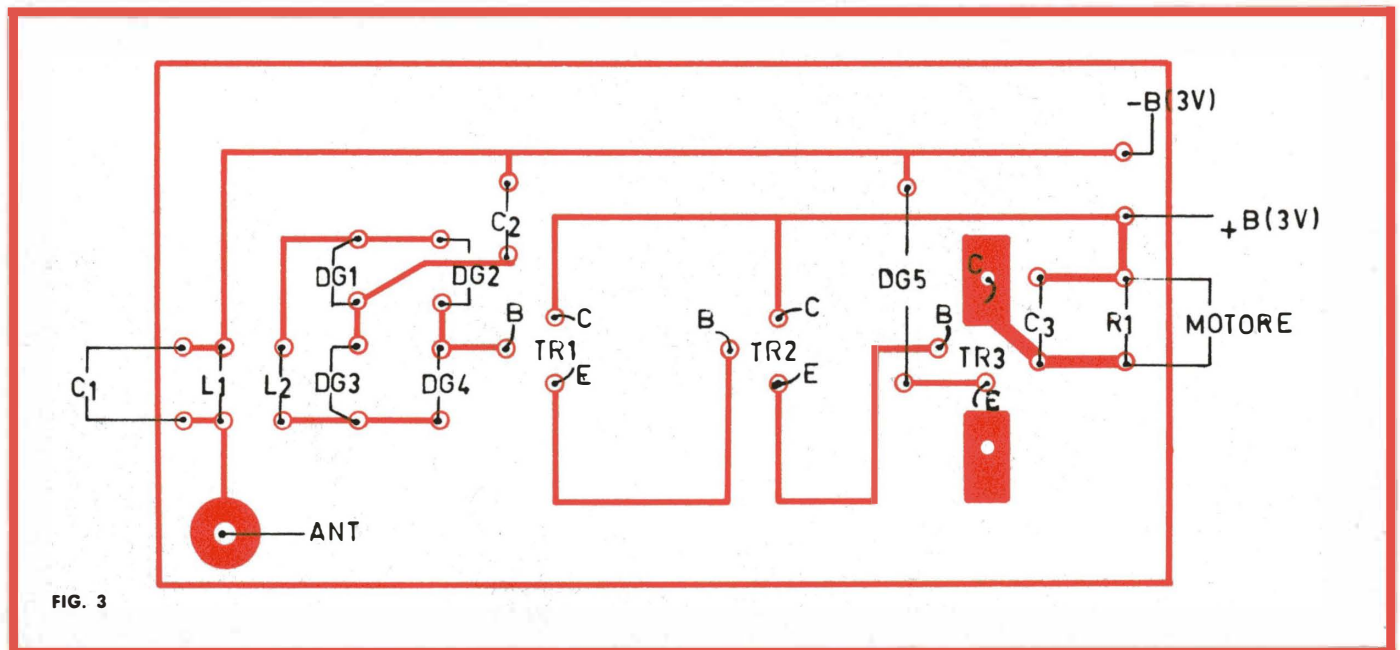 -B(3V)
+B(3V)
C2
DG1
DG2
DG5
C
B
C
B
C
B
C3
R1
MOTORE
TR1
TR2
TR3
E
E
E
C1
L1
L2
DG3
DG4
ANT
FIG. 3